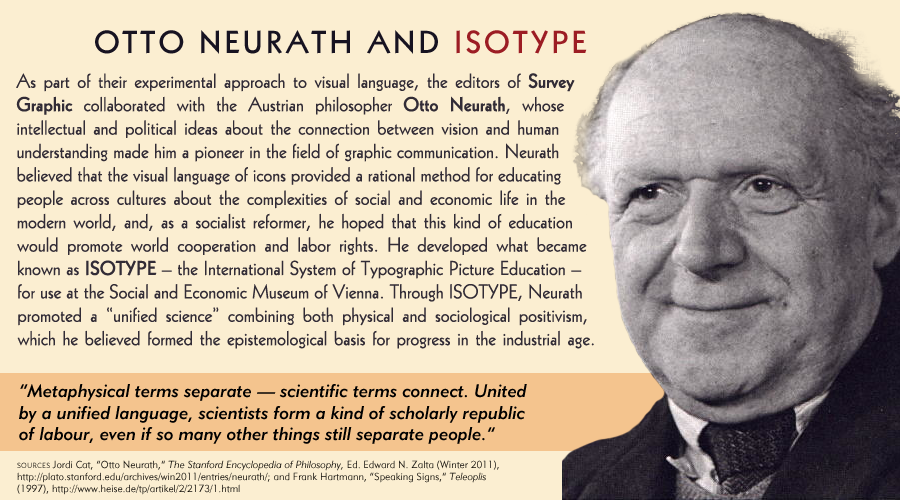 OTTO NEURATH AND ISOTYPE
As part of their experimental approach to visual language, the editors of Survey
Graphic collaborated with the Austrian philosopher Otto Neurath, whose
intellectual and political ideas about the connection between vision and human
understanding made him a pioneer in the field of graphic communication. Neurath
believed that the visual language of icons provided a rational method for educating
people across cultures about the complexities of social and economic life in the
modern world, and, as a socialist reformer, he hoped that this kind of education
would promote world cooperation and labor rights. He developed what became
known as ISOTYPE – the International System of Typographic Picture Education –
for use at the Social and Economic Museum of Vienna. Through ISOTYPE, Neurath
promoted a “unified science” combining both physical and sociological positivism,
which he believed formed the epistemological basis for progress in the industrial age.
“Metaphysical terms separate — scientific terms connect. United
by a unified language, scientists form a kind of scholarly republic
of labour, even if so many other things still separate people.”
SOURCES Jordi Cat, “Otto Neurath,” The Stanford Encyclopedia of Philosophy, Ed. Edward N. Zalta (Winter 2011),
http://plato.stanford.edu/archives/win2011/entries/neurath/; and Frank Hartmann, “Speaking Signs,” Teleoplis
(1997), http://www.heise.de/tp/artikel/2/2173/1.html